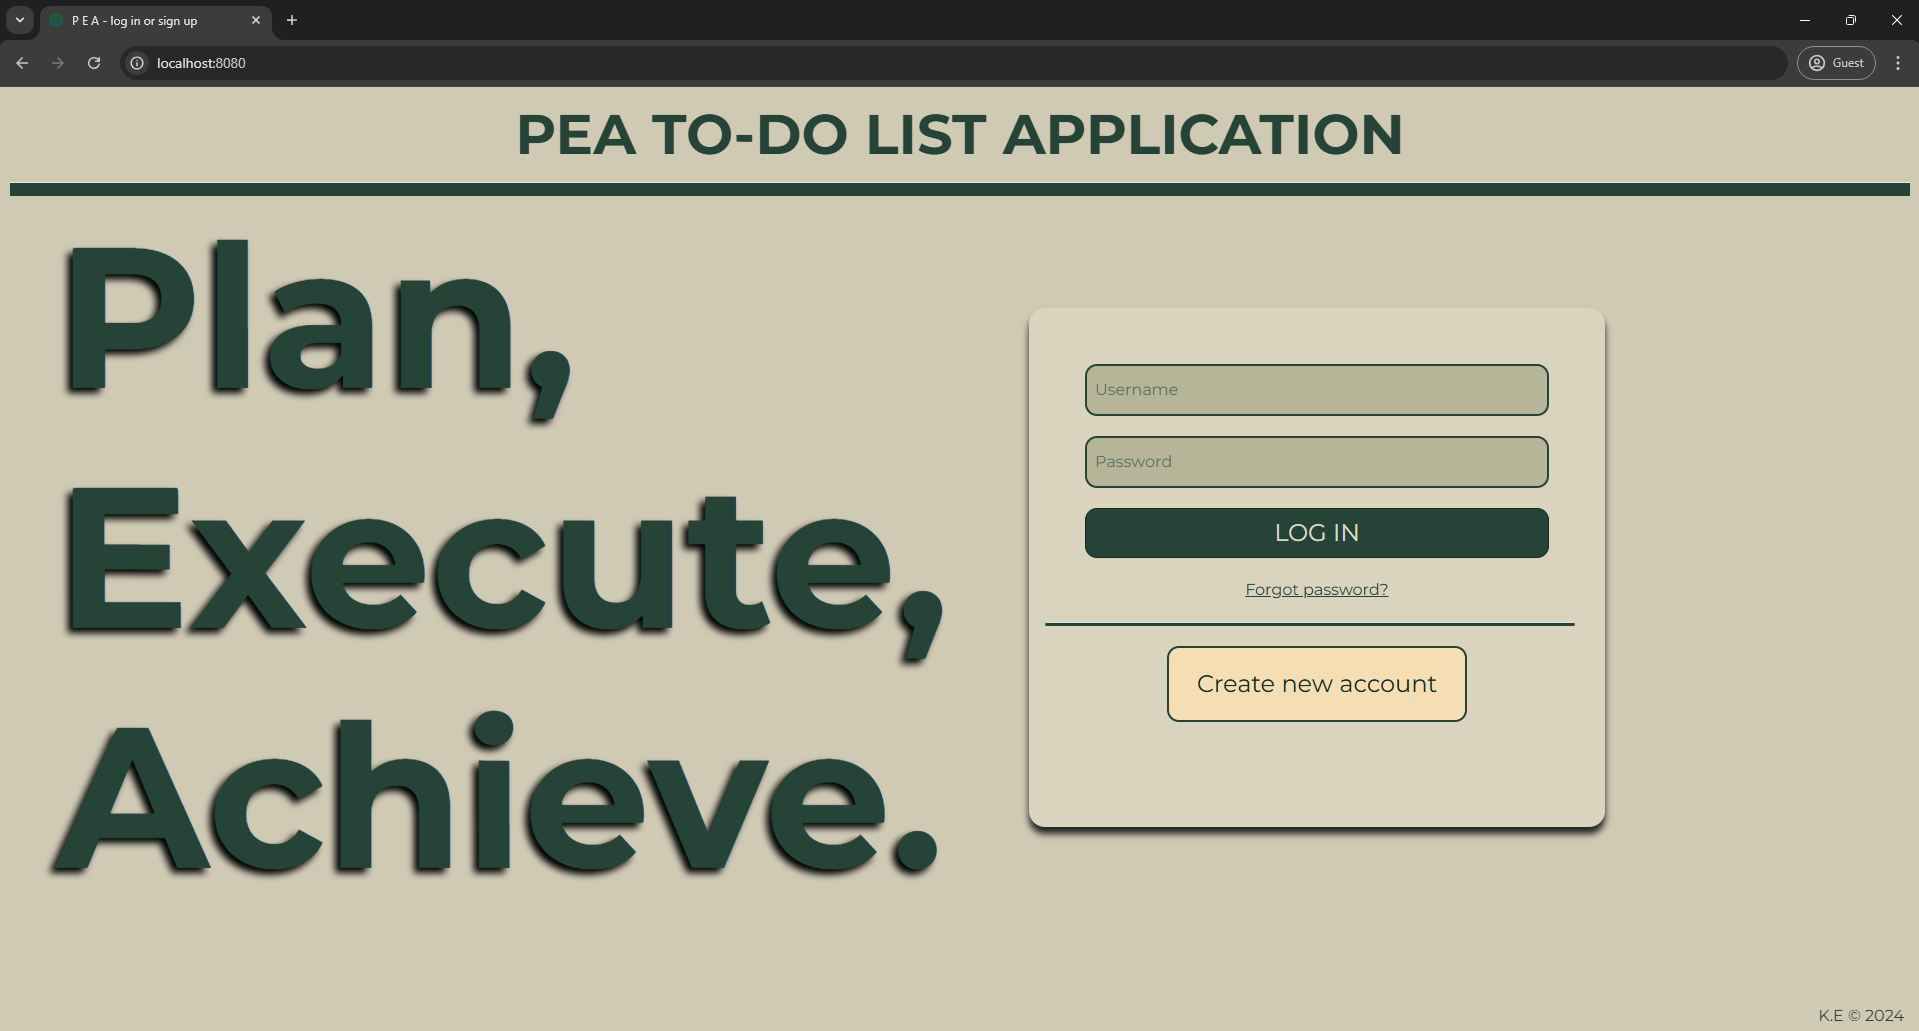 P E A - log in or sign up
localhost:8080
Guest
PEA TO-DO LIST APPLICATION
Plan,
Execute,
Achieve.
Username
Password
LOG IN
Forgot password?
Create new account
K.E © 2024